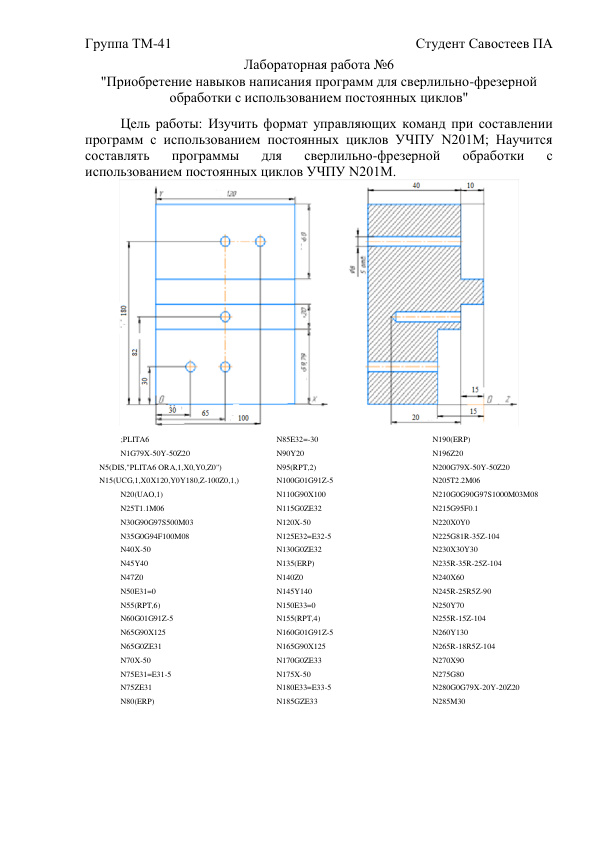 Группа ТМ-41 Студент Савостеев ПА
Лабораторная работа №6
"Приобретение навыков написания программ для сверлильно-фрезерной
обработки с использованием постоянных циклов"
Цель работы: Изучить формат управляющих команд при составлении
программ с использованием постоянных циклов УЧПУ N201М; Научится
составлять программы для сверлильно-фрезерной обработки с
использованием постоянных циклов УЧПУ N201М.
Y
120
180
82
30
30
65
100
0
X
40
10
15
15
20
0
Z
;PLITA6
N1G79X-50Y-50Z20
N5(DIS,"PLITA6 ORA,1,X0,Y0,Z0")
N15(UCG,1,X0X120,Y0Y180,Z-100Z0,1,)
N20(UAO,1)
N25T1.1M06
N30G90G97S500M03
N35G0G94F100M08
N40X-50
N45Y40
N47Z0
N50E31=0
N55(RPT,6)
N60G01G91Z-5
N65G90X125
N65G0ZE31
N70X-50
N75E31=E31-5
N75ZE31
N80(ERP)
N85E32=-30
N90Y20
N95(RPT,2)
N100G01G91Z-5
N110G90X100
N115G0ZE32
N120X-50
N125E32=E32-5
N130G0ZE32
N135(ERP)
N140Z0
N145Y140
N150E33=0
N155(RPT,4)
N160G01G91Z-5
N165G90X120
N170G0ZE33
N175X-50
N180E33=E33-5
N185GZE33
N190(ERP)
N196Z20
N200G79X-50Y-50Z20
N205T2.2M06
N210G0G90G97S1000M03M08
N215G95F0.1
N220X0Y0
N225G81R-35Z-104
N230X30Y30
N235R-35R-25Z-104
N240X60
N245R-25R5Z-90
N250Y70
N255R-15Z-104
N260Y130
N265R-18R5Z-104
N270X90
N275G80
N280G0G79X-20Y-20Z20
N285M30